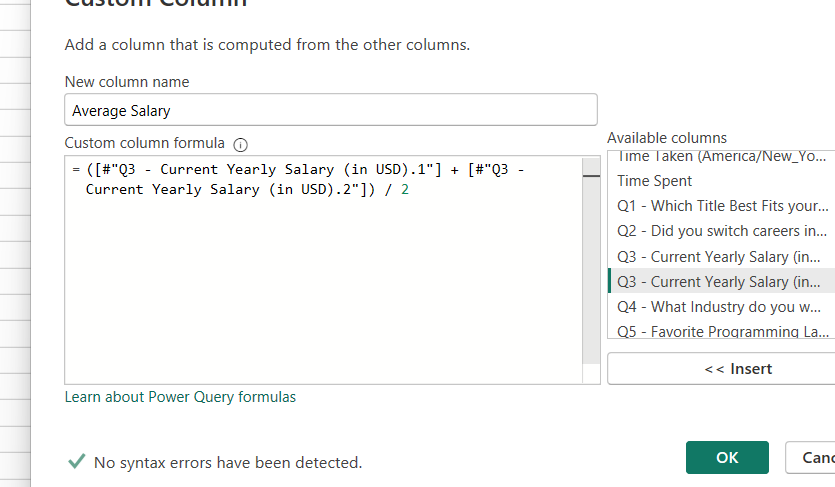 Custom Column
Add a column that is computed from the other columns.
New column name
Average Salary
Custom column formula
Available columns
= ([#"Q3 - Current Yearly Salary (in USD).1"] + [#"Q3 -
Current Yearly Salary (in USD).2"]) / 2
Time Taken (America/New_Yo...
Time Spent
Q1 - Which Title Best Fits your...
Q2 - Did you switch careers in...
Q3 - Current Yearly Salary (in...
Q3 - Current Yearly Salary (in...
Q4 - What Industry do you w...
Q5 - Favorite Programming La...
<< Insert
Learn about Power Query formulas
No syntax errors have been detected.
OK
Canc